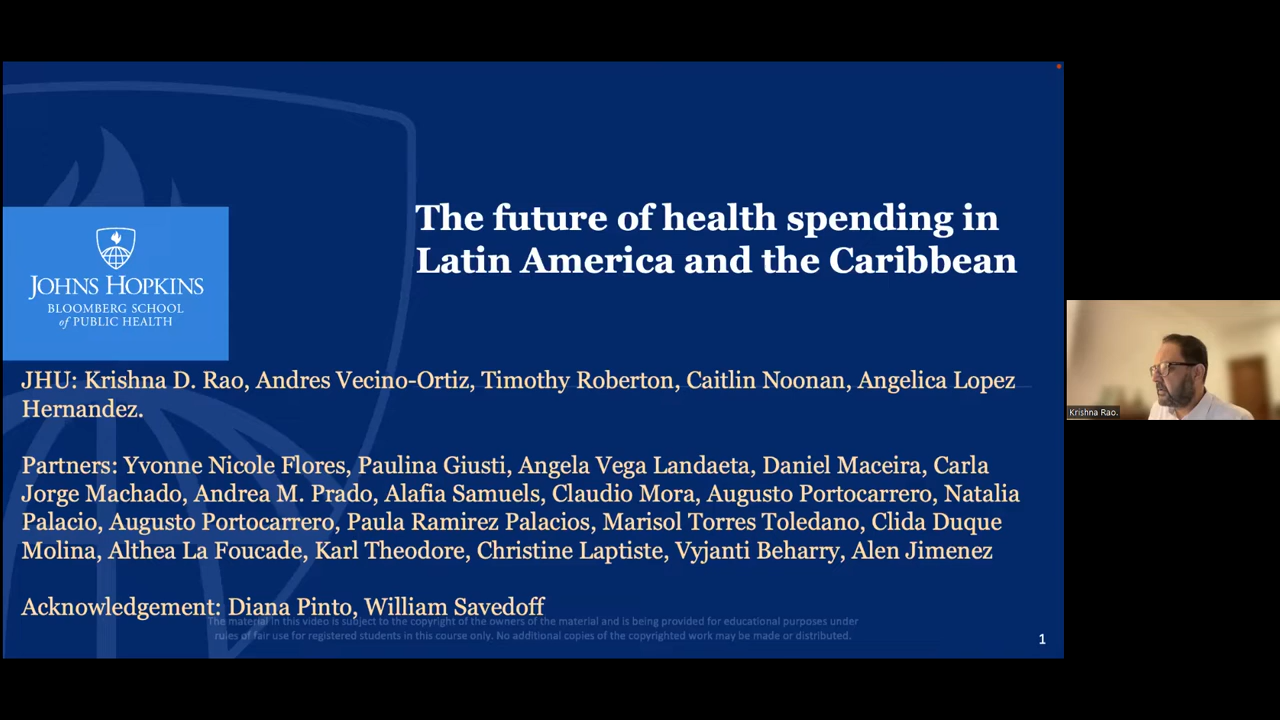 The future of health spending in
Latin America and the Caribbean
JOHNS HOPKINS
BLOOMBERG SCHOOL
of PUBLIC HEALTH
JHU: Krishna D. Rao, Andres Vecino-Ortiz, Timothy Roberton, Caitlin Noonan, Angelica Lopez
Hernandez.
Partners: Yvonne Nicole Flores, Paulina Giusti, Angela Vega Landaeta, Daniel Maceira, Carla
Jorge Machado, Andrea M. Prado, Alafia Samuels, Claudio Mora, Augusto Portocarrero, Natalia
Palacio, Augusto Portocarrero, Paula Ramirez Palacios, Marisol Torres Toledano, Clida Duque
Molina, Althea La Foucade, Karl Theodore, Christine Laptiste, Vyjanti Beharry, Alen Jimenez
Acknowledgement: Diana Pinto, William Savedoff
The material in this video is subject to the copyright of the owners of the material and is being provided for educational purposes under
rules of fair use for registered students in this course only. No additional copies of the copyrighted work may be made or distributed.
1
Krishna Rao.